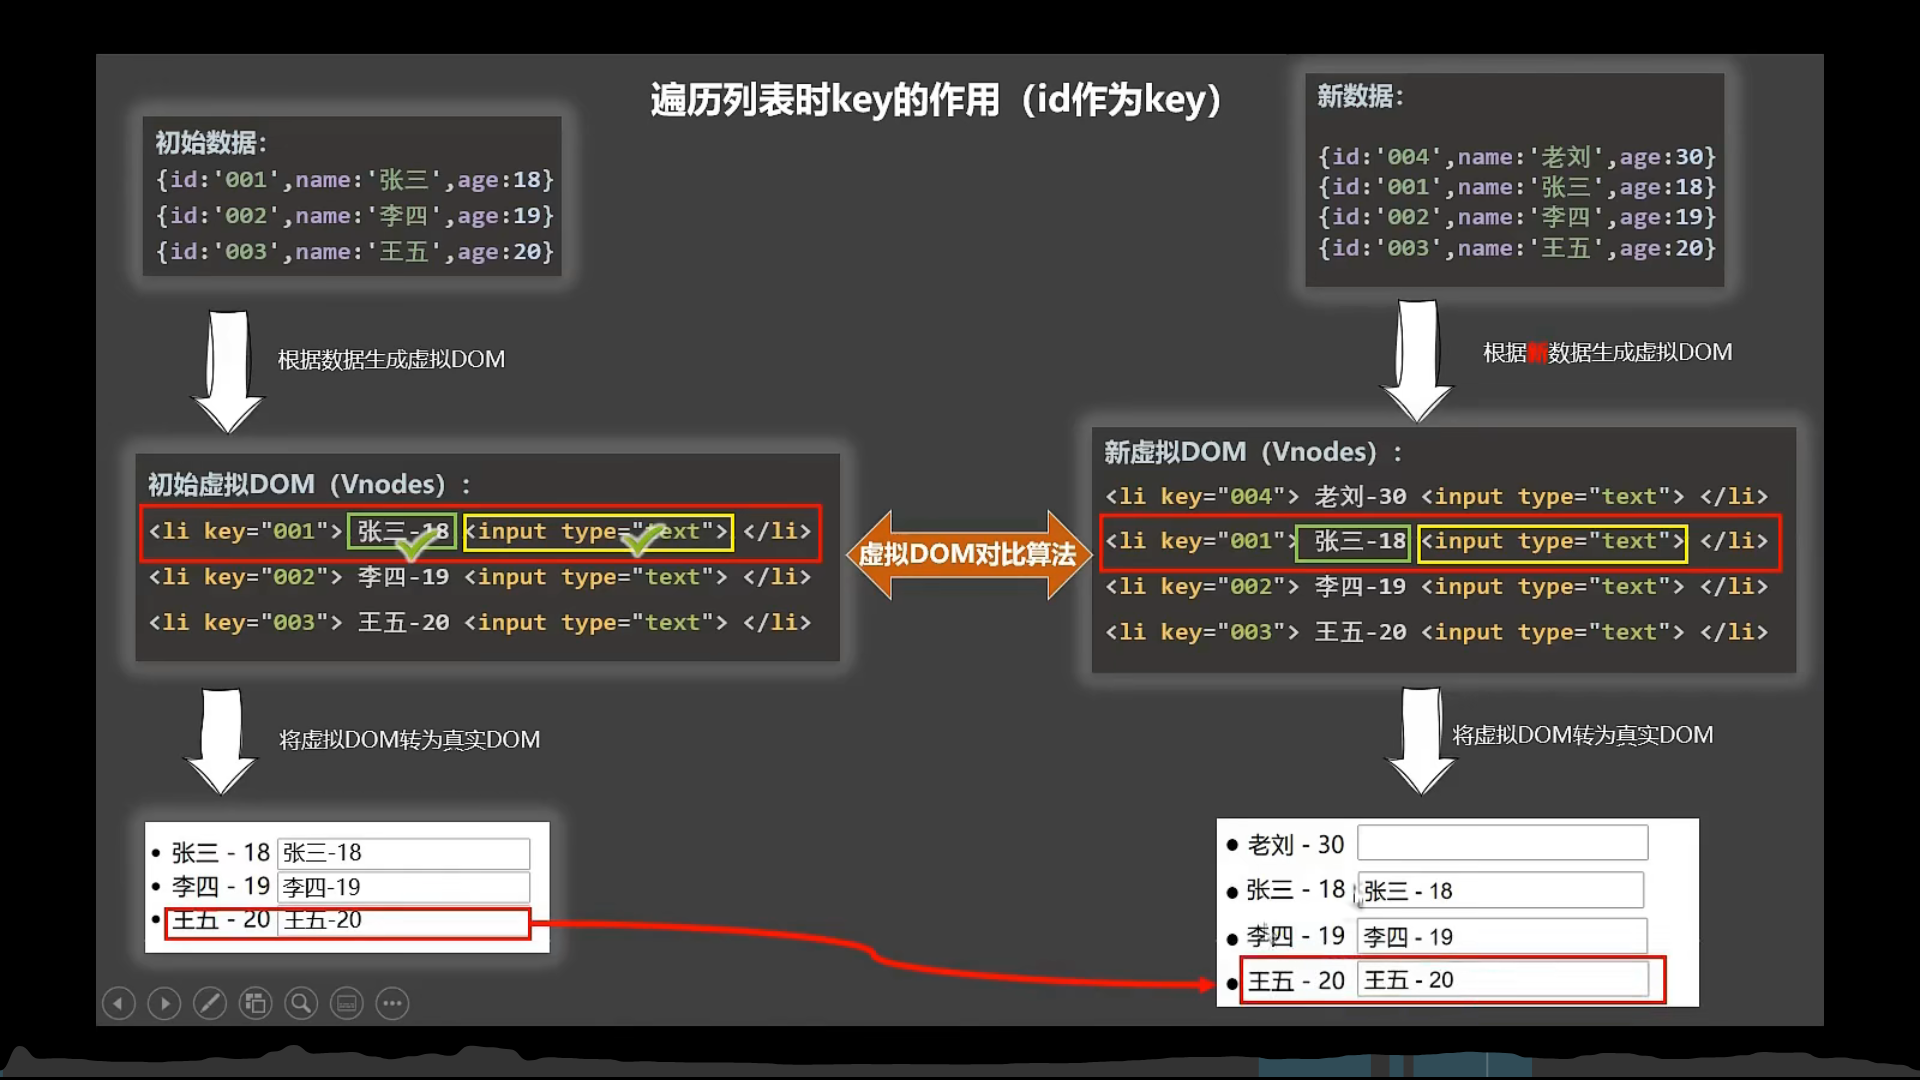 遍历列表时key的作用（id作为key）
初始数据：
{id:'001',name:'张三',age:18}
{id:'002',name:'李四',age:19}
{id:'003',name:'王五',age:20}
新数据：
{id:'004',name:'老刘',age:30}
{id:'001',name:'张三',age:18}
{id:'002',name:'李四',age:19}
{id:'003',name:'王五',age:20}
根据数据生成虚拟DOM
根据新数据生成虚拟DOM
初始虚拟DOM（Vnodes）：
<li key="001"> 张三-18 <input type="text"> </li>
<li key="002"> 李四-19 <input type="text"> </li>
<li key="003"> 王五-20 <input type="text"> </li>
虚拟DOM对比算法
新虚拟DOM（Vnodes）：
<li key="004"> 老刘-30 <input type="text"> </li>
<li key="001"> 张三-18 <input type="text"> </li>
<li key="002"> 李四-19 <input type="text"> </li>
<li key="003"> 王五-20 <input type="text"> </li>
将虚拟DOM转为真实DOM
将虚拟DOM转为真实DOM
张三 - 18 张三-18
李四 - 19 李四-19
王五 - 20 王五-20
老刘 - 30
张三 - 18 张三 - 18
李四 - 19 李四 - 19
王五 - 20 王五 - 20